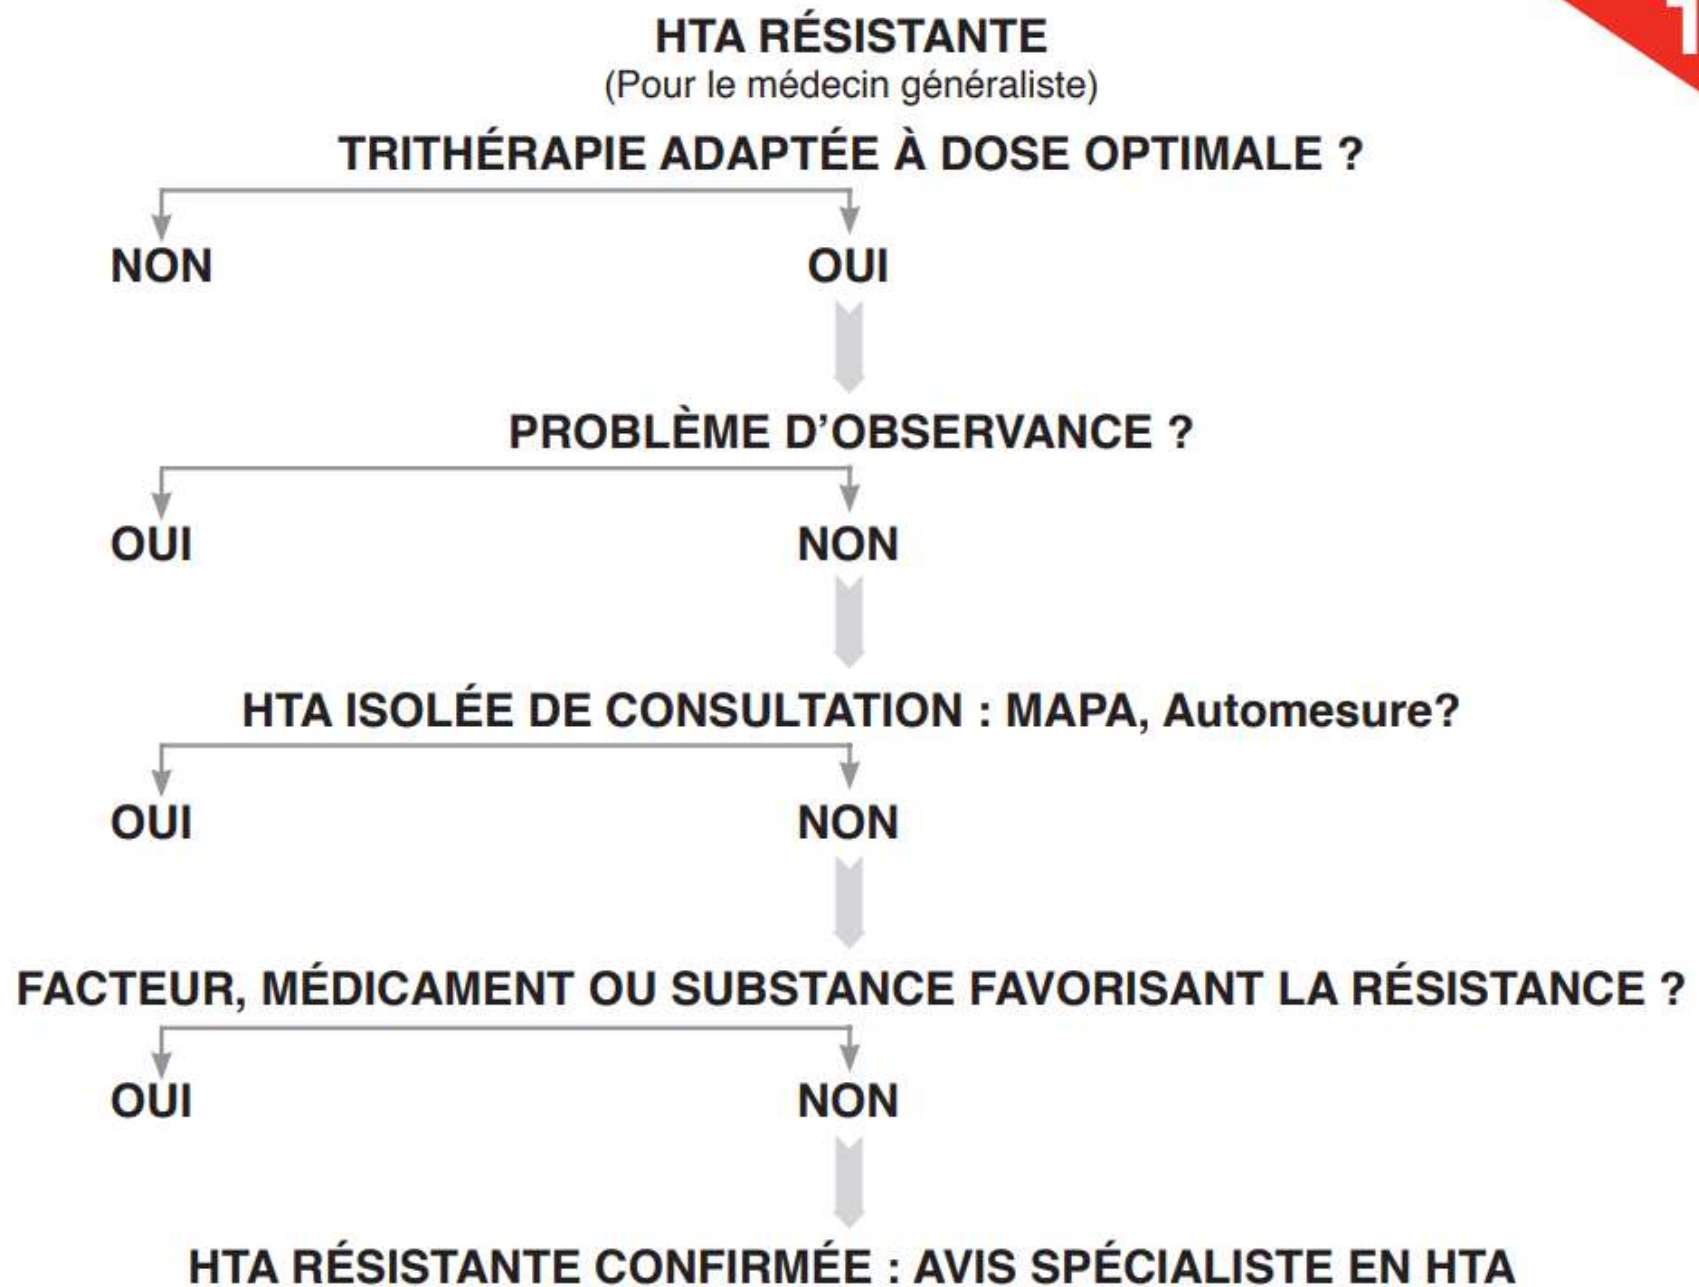 HTA RÉSISTANTE
(Pour le médecin généraliste)
TRITHÉRAPIE ADAPTÉE À DOSE OPTIMALE ?
NON OUI
PROBLÈME D’OBSERVANCE ?
OUI NON
HTA ISOLÉE DE CONSULTATION : MAPA, Automesure?
OUI NON
FACTEUR, MÉDICAMENT OU SUBSTANCE FAVORISANT LA RÉSISTANCE ?
OUI NON
HTA RÉSISTANTE CONFIRMÉE : AVIS SPÉCIALISTE EN HTA